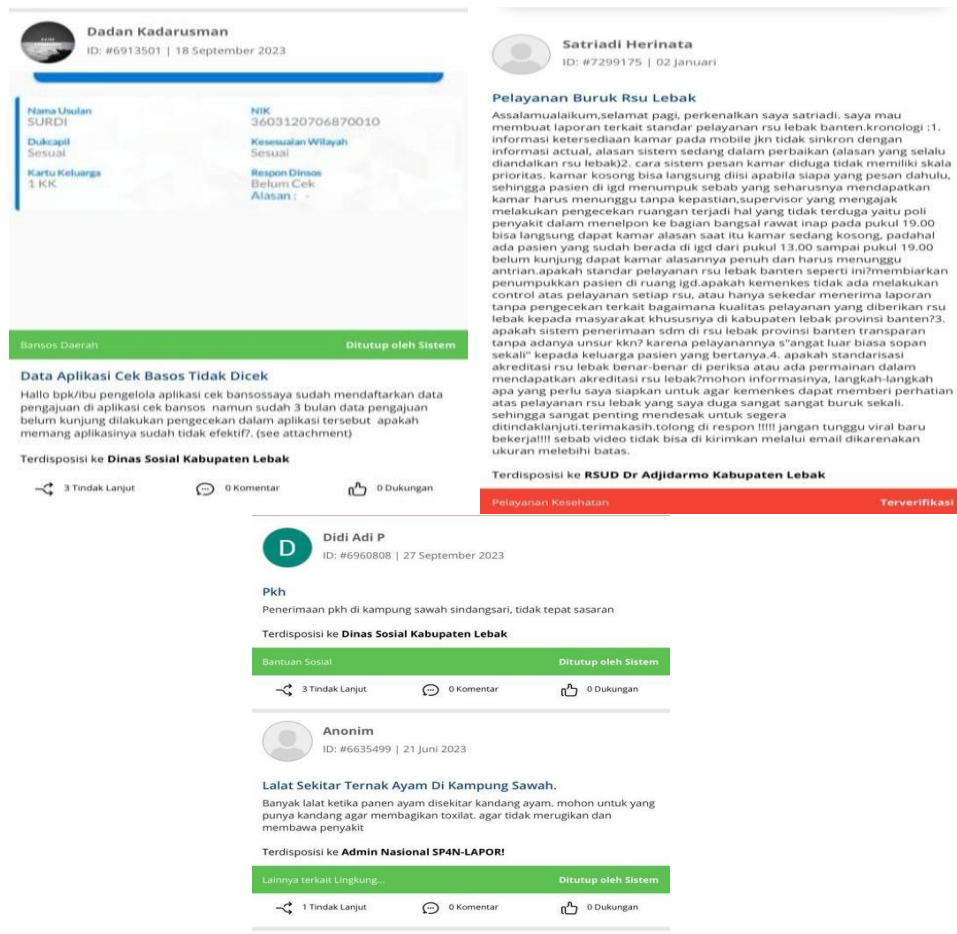 Dadan Kadarusman
ID: #6913501 | 18 September 2023
Nama Usulan
SURDI
NIK
3603120706870010
Dukcapil
Sesuai
Kesesuaian Wilayah
Sesuai
Kartu Keluarga
1 KK
Respon Dinsos
Belum Cek
Alasan : -
Bansos Daerah
Ditutup oleh Sistem
Data Aplikasi Cek Basos Tidak Dicek
Hallo bpk/ibu pengelola aplikasi cek bansossaya sudah mendaftarkan data
pengajuan di aplikasi cek bansos namun sudah 3 bulan data pengajuan
belum kunjung dilakukan pengecekan dalam aplikasi tersebut apakah
memang aplikasinya sudah tidak efektif?. (see attachment)
Terdisposisi ke Dinas Sosial Kabupaten Lebak
3 Tindak Lanjut
0 Komentar
0 Dukungan
Satriadi Herinata
ID: #7299175 | 02 Januari
Pelayanan Buruk Rsu Lebak
Assalamualaikum,selamat pagi, perkenalkan saya satriadi. saya mau
membuat laporan terkait standar pelayanan rsu lebak banten.kronologi :1.
informasi ketersediaan kamar pada mobile jkn tidak sinkron dengan
informasi actual, alasan sistem sedang dalam perbaikan (alasan yang selalu
diandalkan rsu lebak)2. cara sistem pesan kamar diduga tidak memiliki skala
prioritas. kamar kosong bisa langsung diisi apabila siapa yang pesan dahulu,
sehingga pasien di igd menumpuk sebab yang seharusnya mendapatkan
kamar harus menunggu tanpa kepastian,supervisor yang mengajak
melakukan pengecekan ruangan terjadi hal yang tidak terduga yaitu poli
penyakit dalam menelpon ke bagian bangsal rawat inap pada pukul 19.00
bisa langsung dapat kamar alasan saat itu kamar sedang kosong, padahal
ada pasien yang sudah berada di igd dari pukul 13.00 sampai pukul 19.00
belum kunjung dapat kamar alasannya penuh dan harus menunggu
antrian.apakah standar pelayanan rsu lebak banten seperti ini?membiarkan
penumpukkan pasien di ruang igd.apakah kemenkes tidak ada melakukan
control atas pelayanan setiap rsu, atau hanya sekedar menerima laporan
tanpa pengecekan terkait bagaimana kualitas pelayanan yang diberikan rsu
lebak kepada masyarakat khususnya di kabupaten lebak provinsi banten?3.
apakah sistem penerimaan sdm di rsu lebak provinsi banten transparan
tanpa adanya unsur kkn? karena pelayanannya s"angat luar biasa sopan
sekali" kepada keluarga pasien yang bertanya.4. apakah standarisasi
akreditasi rsu lebak benar-benar di periksa atau ada permainan dalam
mendapatkan akreditasi rsu lebak?mohon informasinya, langkah-langkah
apa yang perlu saya siapkan untuk agar kemenkes dapat memberi perhatian
atas pelayanan rsu lebak yang saya duga sangat sangat buruk sekali.
sehingga sangat penting mendesak untuk segera
ditindaklanjuti.terimakasih.tolong di respon !!!!! jangan tunggu viral baru
bekerja!!!! sebab video tidak bisa di kirimkan melalui email dikarenakan
ukuran melebihi batas.
Terdisposisi ke RSUD Dr Adjidarmo Kabupaten Lebak
Pelayanan Kesehatan
Terverifikasi
D
Didi Adi P
ID: #6960808 | 27 September 2023
Pkh
Penerimaan pkh di kampung sawah sindangsari, tidak tepat sasaran
Terdisposisi ke Dinas Sosial Kabupaten Lebak
Bantuan Sosial
Ditutup oleh Sistem
3 Tindak Lanjut
0 Komentar
0 Dukungan
Anonim
ID: #6635499 | 21 Juni 2023
Lalat Sekitar Ternak Ayam Di Kampung Sawah.
Banyak lalat ketika panen ayam disekitar kandang ayam. mohon untuk yang
punya kandang agar membagikan toxilat. agar tidak merugikan dan
membawa penyakit
Terdisposisi ke Admin Nasional SP4N-LAPOR!
Lainnya terkait Lingkung...
Ditutup oleh Sistem
1 Tindak Lanjut
0 Komentar
0 Dukungan